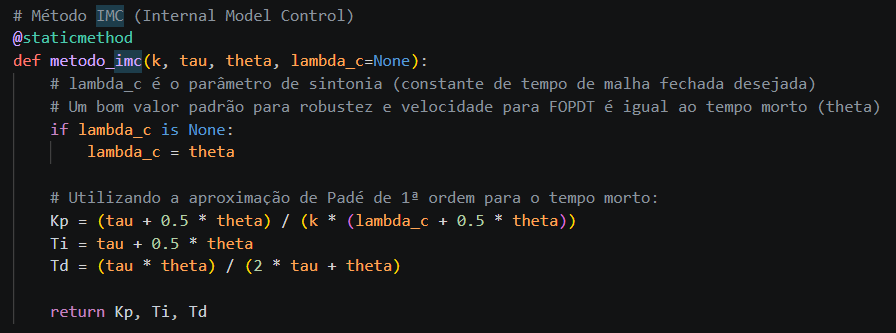 # Método IMC (Internal Model Control)
@staticmethod
def metodo_imc(k, tau, theta, lambda_c=None):
    # lambda_c é o parâmetro de sintonia (constante de tempo de malha fechada desejada)
    # Um bom valor padrão para robustez e velocidade para FOPDT é igual ao tempo morto (theta)
    if lambda_c is None:
        lambda_c = theta

    # Utilizando a aproximação de Padé de 1ª ordem para o tempo morto:
    Kp = (tau + 0.5 * theta) / (k * (lambda_c + 0.5 * theta))
    Ti = tau + 0.5 * theta
    Td = (tau * theta) / (2 * tau + theta)

    return Kp, Ti, Td